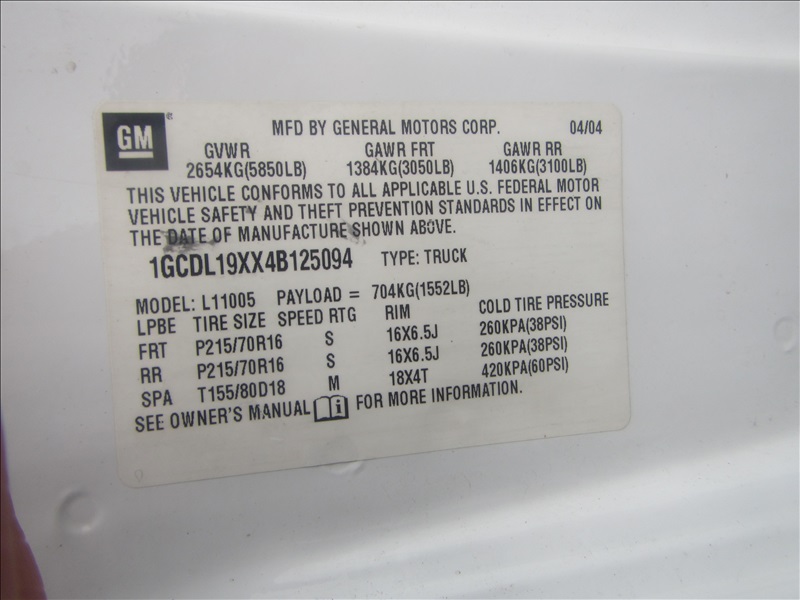 GM ®
MFD BY GENERAL MOTORS CORP. 04/04
GVWR GAWR FRT GAWR RR
2654KG(5850LB) 1384KG(3050LB) 1406KG(3100LB)
THIS VEHICLE CONFORMS TO ALL APPLICABLE U.S. FEDERAL MOTOR
VEHICLE SAFETY AND THEFT PREVENTION STANDARDS IN EFFECT ON
THE DATE OF MANUFACTURE SHOWN ABOVE.
1GCDL19XX4B125094 TYPE: TRUCK
MODEL: L11005 PAYLOAD = 704KG(1552LB)
LPBE TIRE SIZE SPEED RTG RIM COLD TIRE PRESSURE
FRT P215/70R16 S 16X6.5J 260KPA(38PSI)
RR P215/70R16 S 16X6.5J 260KPA(38PSI)
SPA T155/80D18 M 18X4T 420KPA(60PSI)
SEE OWNER'S MANUAL i FOR MORE INFORMATION.